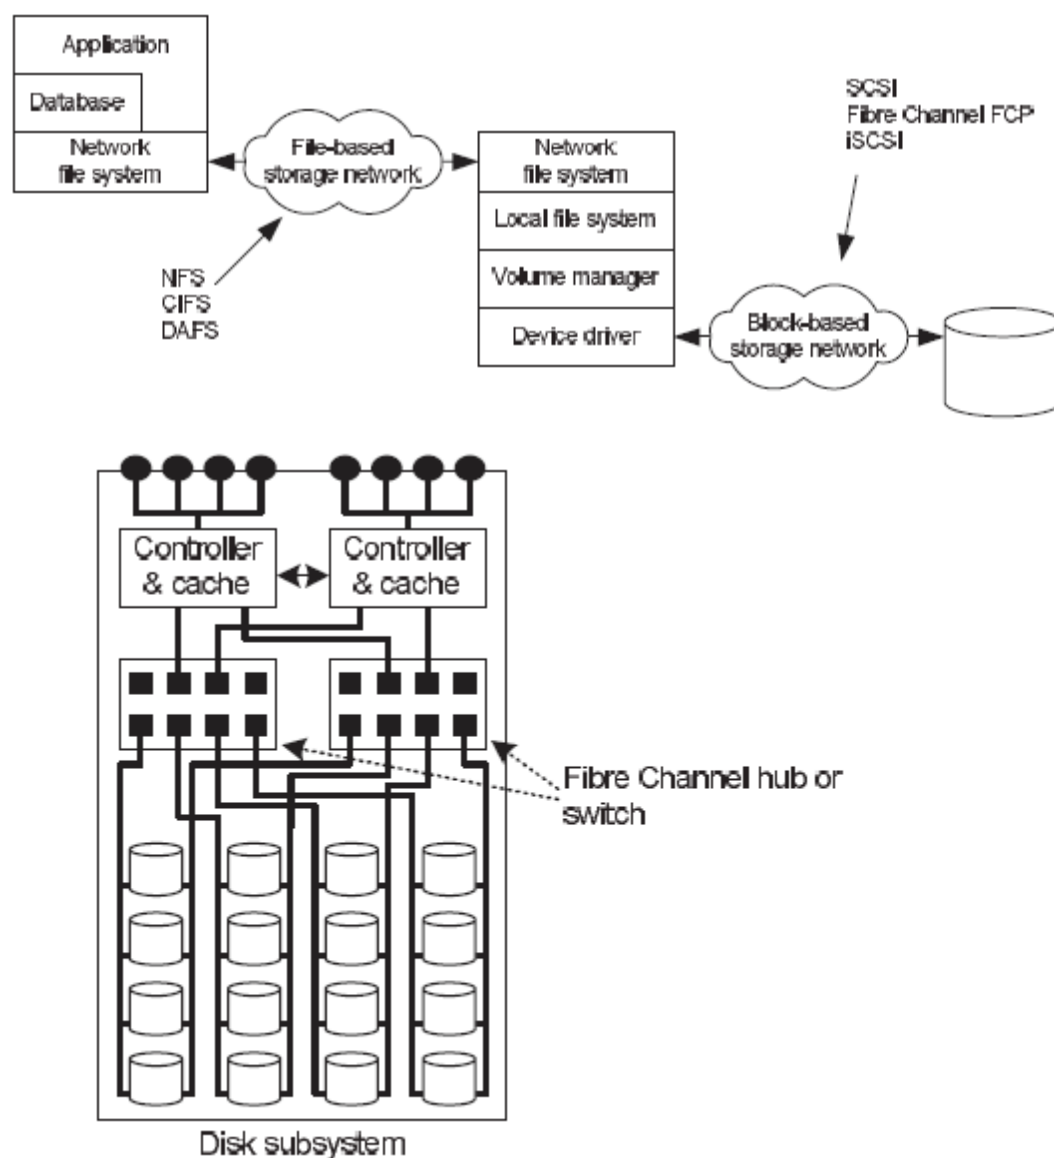 Application
Database
Network
file system
File-based
storage network
NFS
CIFS
DAFS
Network
file system
Local file system
Volume manager
Device driver
SCSI
Fibre Channel FCP
iSCSI
Block-based
storage network
Controller
& cache
Controller
& cache
Fibre Channel hub or
switch
Disk subsystem